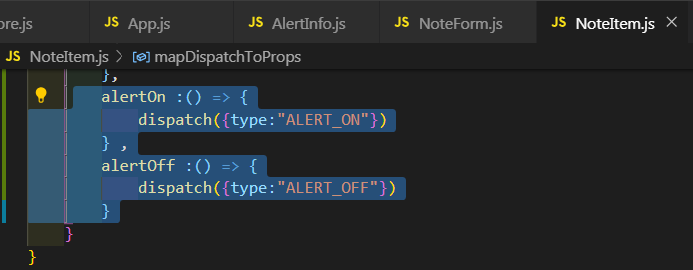 ore.js JS App.js JS AlertInfo.js JS NoteForm.js JS NoteItem.js ×
JS NoteItem.js > mapDispatchToProps
},
alertOn :() => {
dispatch({type:"ALERT_ON"})
} ,
alertOff :() => {
dispatch({type:"ALERT_OFF"})
}
}
}